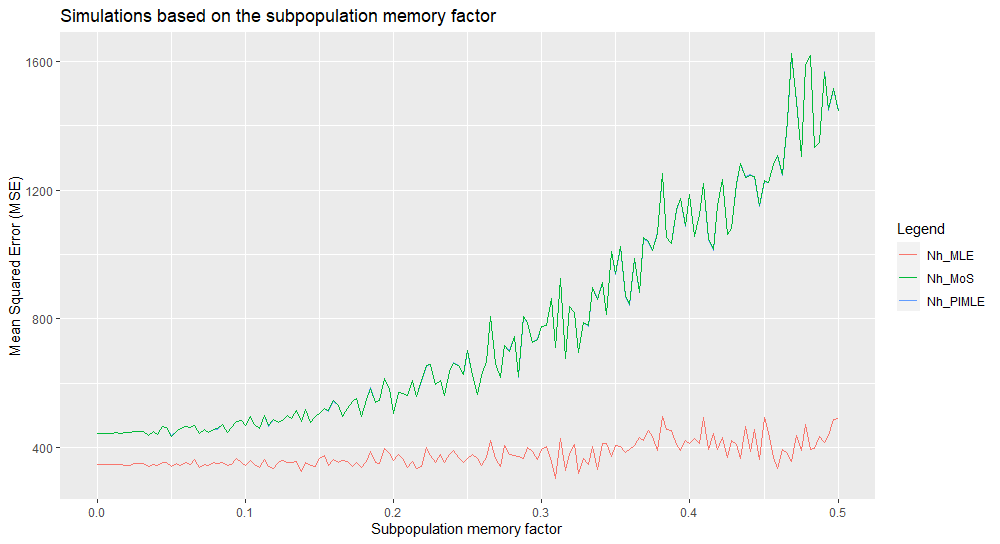 Simulations based on the subpopulation memory factor
Mean Squared Error (MSE)
1600
1200
800
400
0.0
0.1
0.2
0.3
0.4
0.5
Subpopulation memory factor
Legend
Nh_MLE
Nh_MoS
Nh_PIMLE